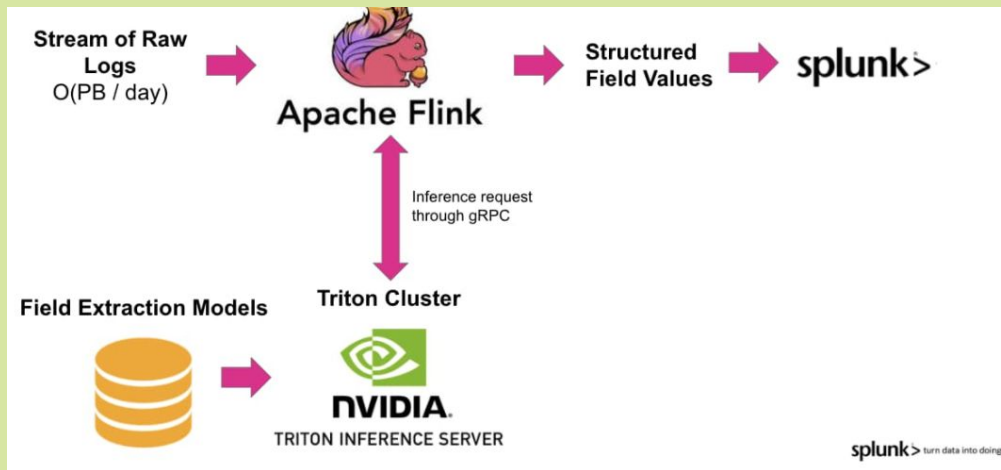 Stream of Raw
Logs
O(PB / day)
Apache Flink
Structured
Field Values
splunk>
Inference request
through gRPC
Field Extraction Models
Triton Cluster
NVIDIA.
TRITON INFERENCE SERVER
splunk> turn data into doing